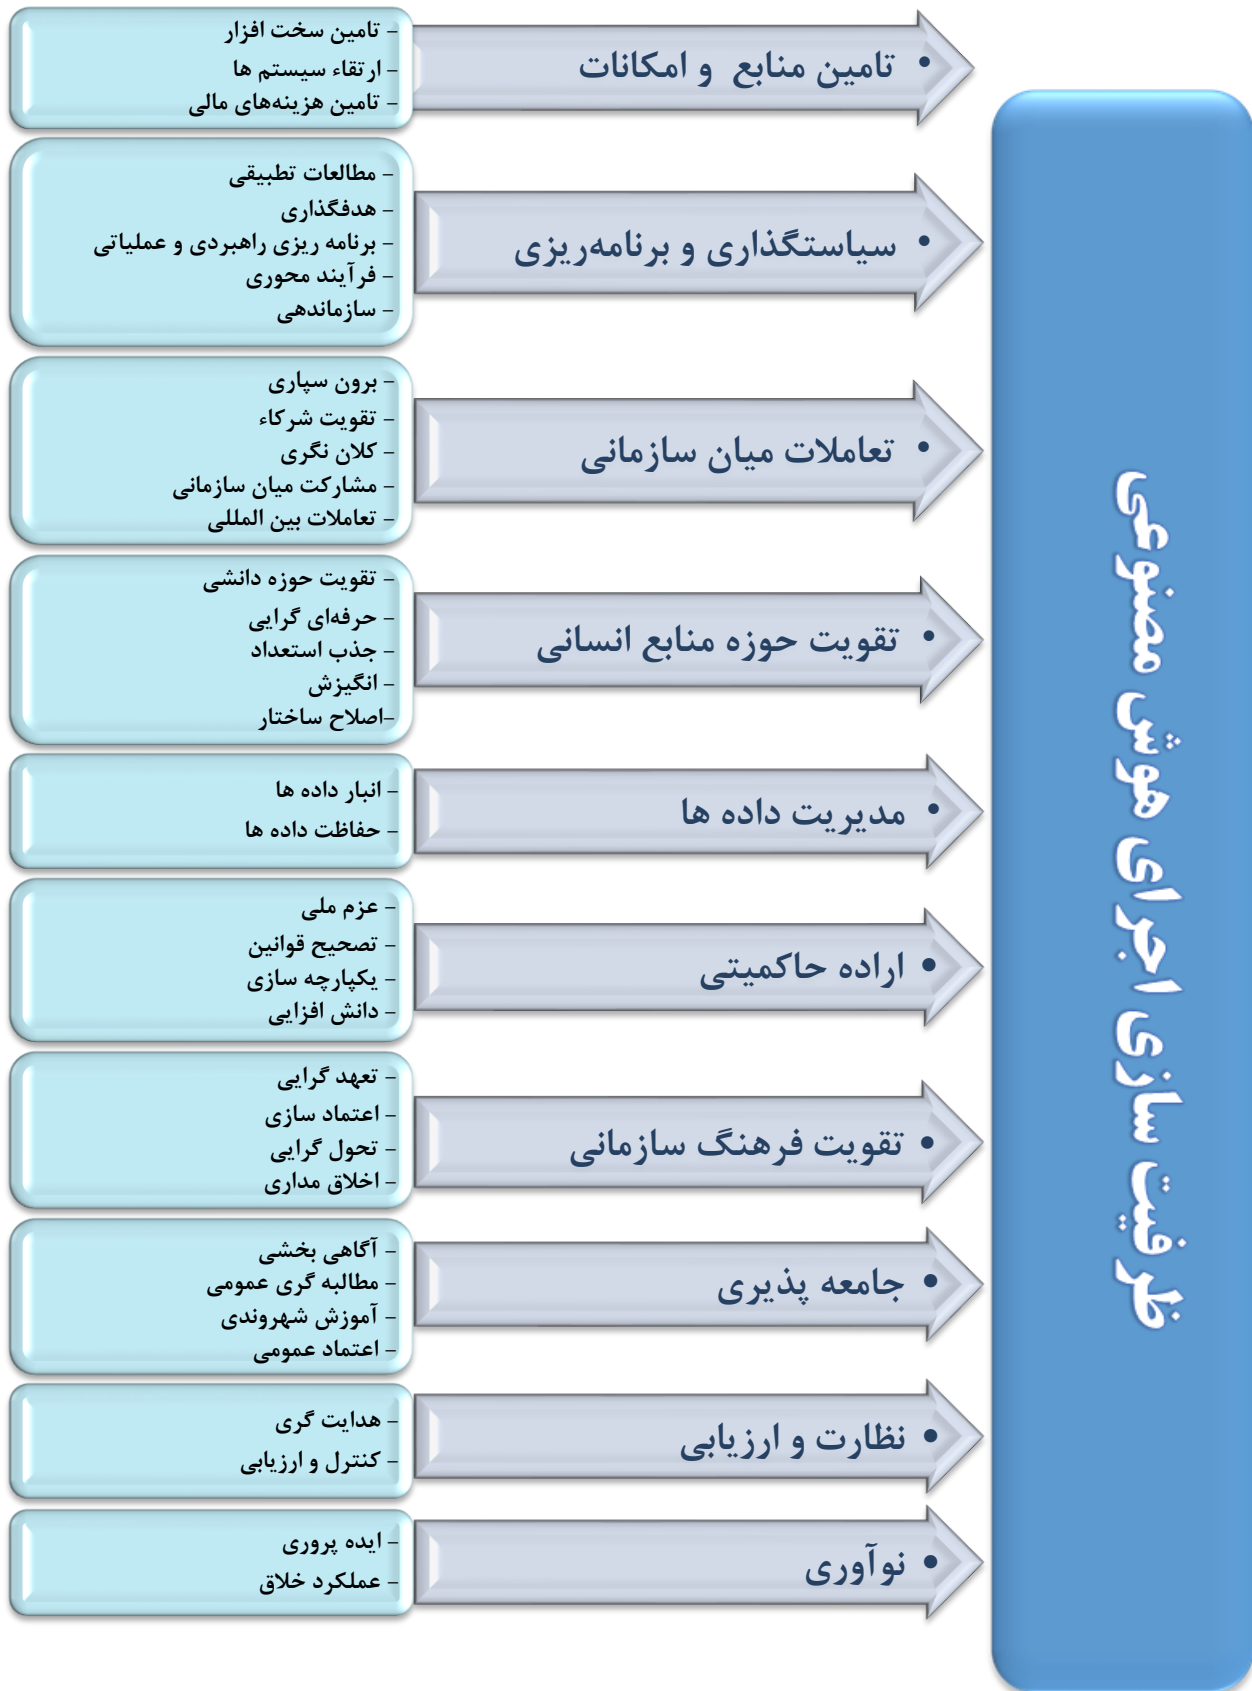 ظرفیت سازی اجرای هوش مصنوعی
• تامین منابع و امکانات
- تامین سخت افزار
- ارتقاء سیستم ها
- تامین هزینه‌های مالی
• سیاستگذاری و برنامه‌ریزی
- مطالعات تطبیقی
- هدفگذاری
- برنامه ریزی راهبردی و عملیاتی
- فرآیند محوری
- سازماندهی
• تعاملات میان سازمانی
- برون سپاری
- تقویت شرکاء
- کلان نگری
- مشارکت میان سازمانی
- تعاملات بین المللی
• تقویت حوزه منابع انسانی
- تقویت حوزه دانشی
- حرفه‌ای گرایی
- جذب استعداد
- انگیزش
-اصلاح ساختار
• مدیریت داده ها
- انبار داده ها
- حفاظت داده ها
• اراده حاکمیتی
- عزم ملی
- تصحیح قوانین
- یکپارچه سازی
- دانش افزایی
• تقویت فرهنگ سازمانی
- تعهد گرایی
- اعتماد سازی
- تحول گرایی
- اخلاق مداری
• جامعه پذیری
- آگاهی بخشی
- مطالبه گری عمومی
- آموزش شهروندی
- اعتماد عمومی
• نظارت و ارزیابی
- هدایت گری
- کنترل و ارزیابی
• نوآوری
- ایده پروری
- عملکرد خلاق